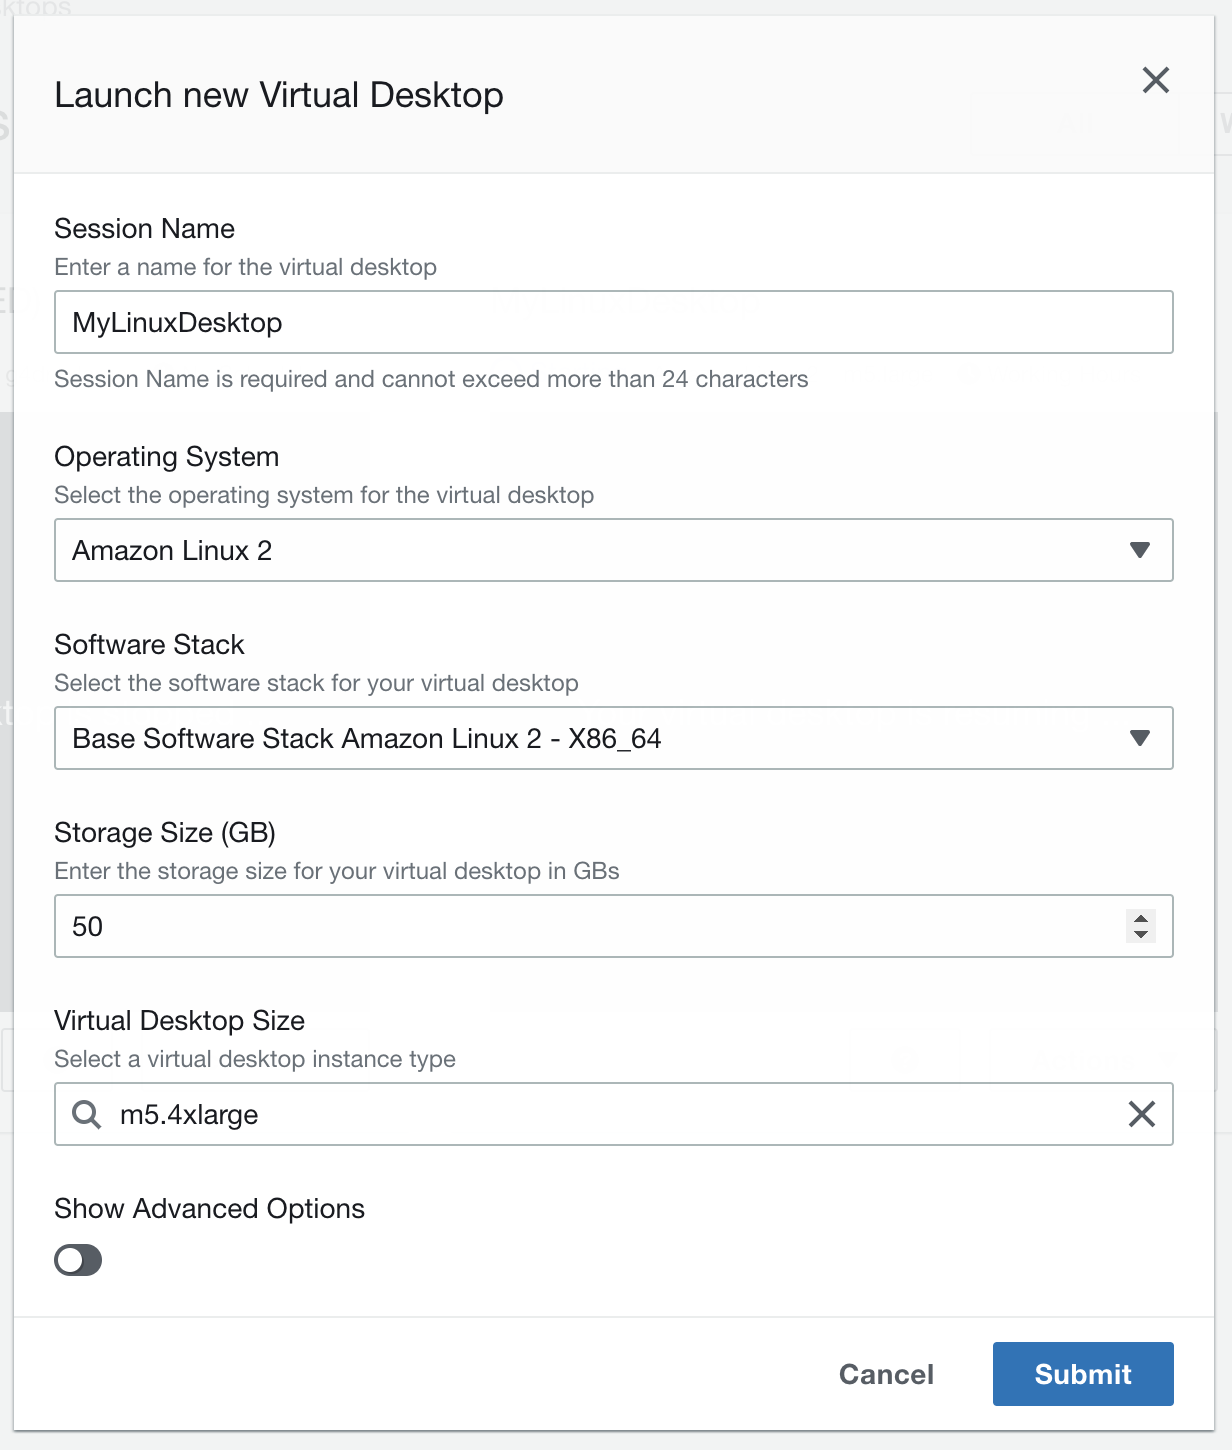 Launch new Virtual Desktop
Session Name
Enter a name for the virtual desktop
MyLinuxDesktop
Session Name is required and cannot exceed more than 24 characters
Operating System
Select the operating system for the virtual desktop
Amazon Linux 2
Software Stack
Select the software stack for your virtual desktop
Base Software Stack Amazon Linux 2 - X86_64
Storage Size (GB)
Enter the storage size for your virtual desktop in GBs
50
Virtual Desktop Size
Select a virtual desktop instance type
m5.4xlarge
Show Advanced Options
Cancel
Submit